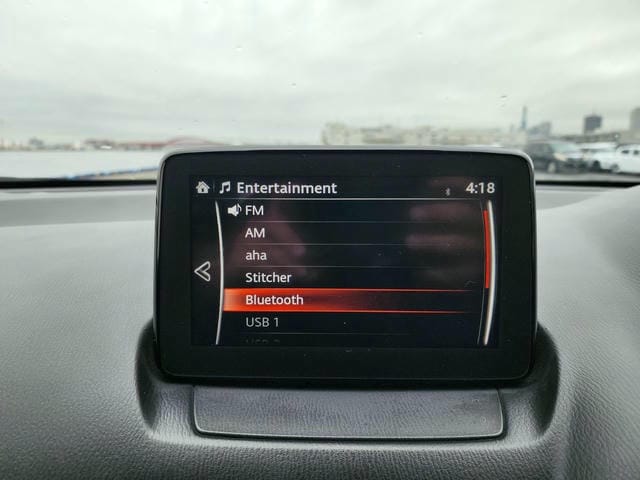 Entertainment 4:18
FM
AM
aha
Stitcher
Bluetooth
USB 1